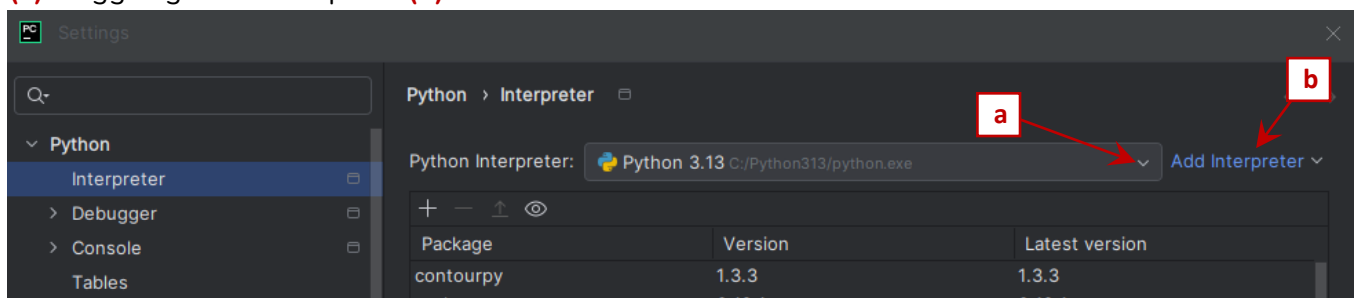 PC Settings
b
Python › Interpreter
a
Python
Python Interpreter: Python 3.13 C:/Python313/python.exe Add Interpreter
Interpreter
Debugger
Package Version Latest version
Console
contourpy 1.3.3 1.3.3
Tables